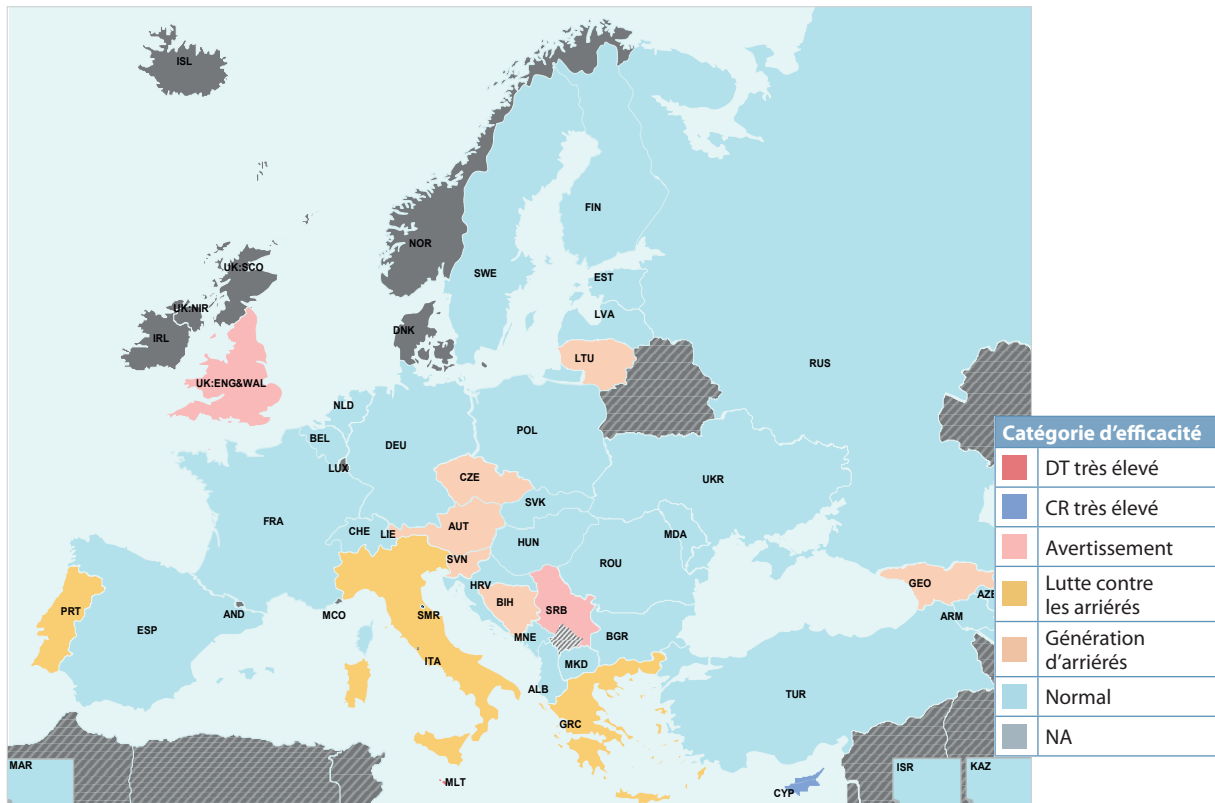 ISL
NOR
FIN
SWE
UK:SCO
EST
UK:NIR
LVA
IRL
DNK
LTU
RUS
UK:ENG&WAL
NLD
POL
BEL
DEU
LUX
CZE
UKR
SVK
FRA
AUT
CHE
LIE
HUN
MDA
SVN
ROU
HRV
GEO
PRT
AND
MCO
SMR
BIH
SRB
AZE
ESP
ARM
MNE
BGR
ITA
MKD
ALB
TUR
GRC
MAR
MLT
CYP
ISR
KAZ
Catégorie d’efficacité
DT très élevé
CR très élevé
Avertissement
Lutte contre
les arriérés
Génération
d’arriérés
Normal
NA